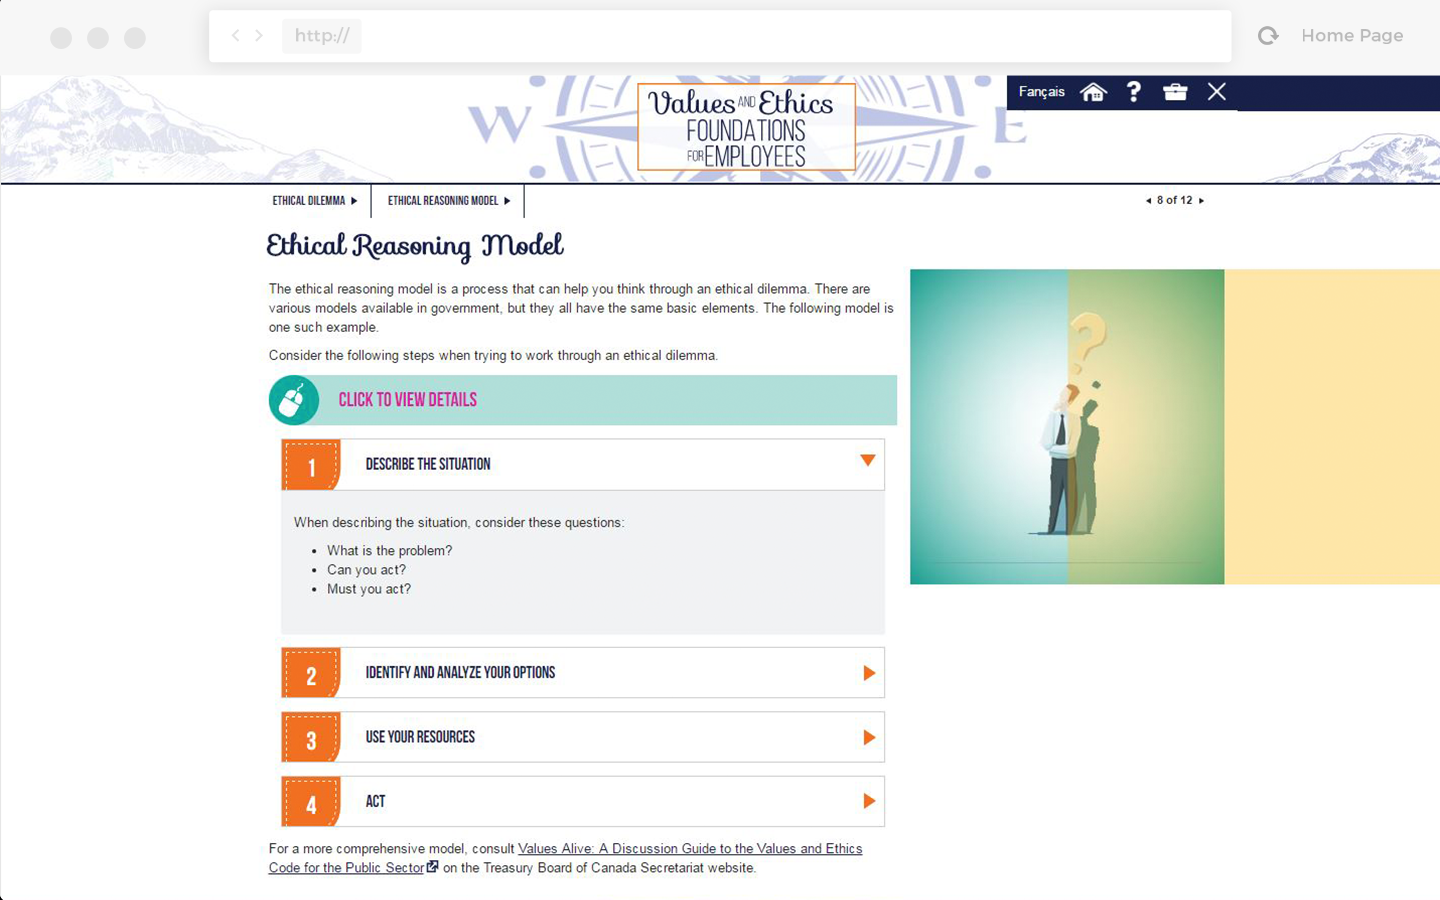 http://
Home Page
Fançais
?
W
E
Values AND Ethics
FOUNDATIONS
FOR EMPLOYEES
ETHICAL DILEMMA
ETHICAL REASONING MODEL
8 of 12
Ethical Reasoning Model
The ethical reasoning model is a process that can help you think through an ethical dilemma. There are
various models available in government, but they all have the same basic elements. The following model is
one such example.
Consider the following steps when trying to work through an ethical dilemma.
CLICK TO VIEW DETAILS
1 DESCRIBE THE SITUATION
When describing the situation, consider these questions:
• What is the problem?
• Can you act?
• Must you act?
2 IDENTIFY AND ANALYZE YOUR OPTIONS
3 USE YOUR RESOURCES
4 ACT
For a more comprehensive model, consult Values Alive: A Discussion Guide to the Values and Ethics
Code for the Public Sector on the Treasury Board of Canada Secretariat website.
?